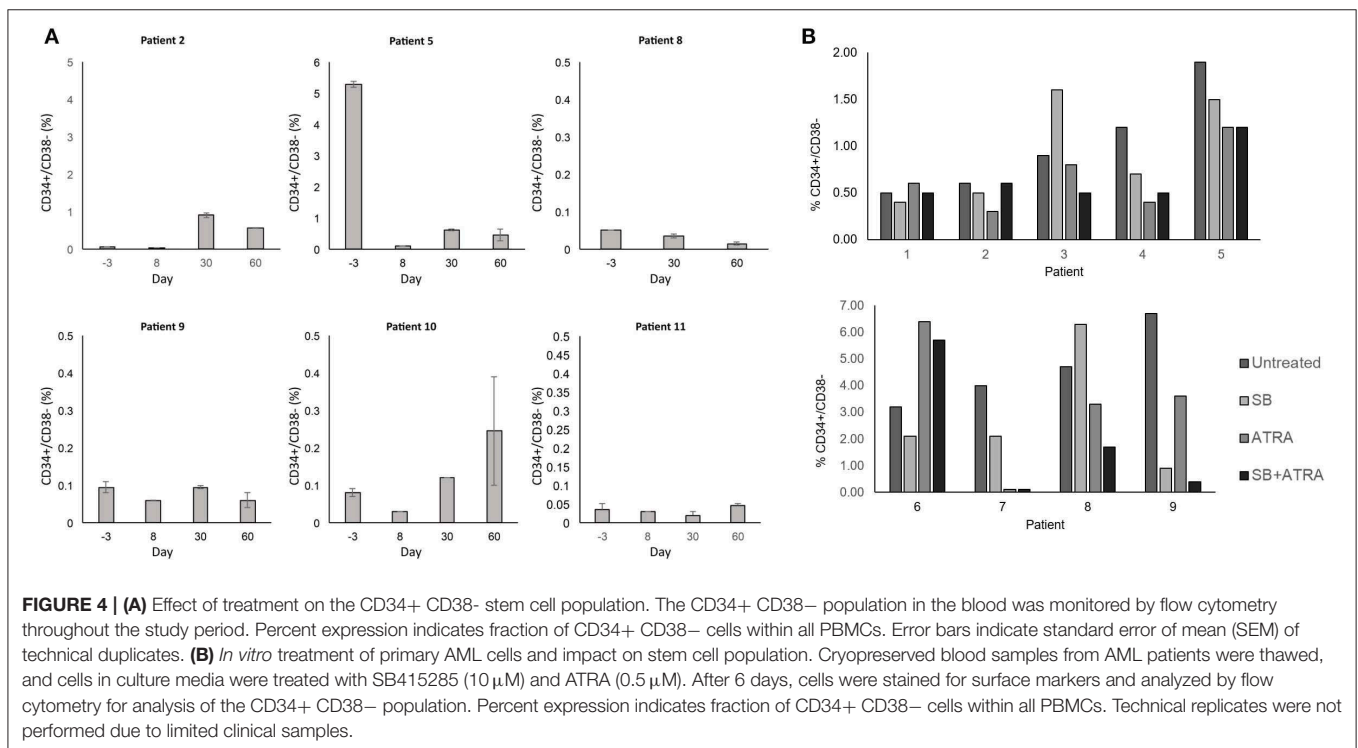 A
Patient 2
CD34+/CD38- (%)
5
4
3
2
1
0
-3 8 30 60
Day
Patient 5
CD34+/CD38- (%)
6
5
4
3
2
1
0
-3 8 30 60
Day
Patient 8
CD34+/CD38- (%)
0.5
0.4
0.3
0.2
0.1
0
-3 30 60
Day
Patient 9
CD34+/CD38- (%)
0.5
0.4
0.3
0.2
0.1
0
-3 8 30 60
Day
Patient 10
CD34+/CD38- (%)
0.5
0.4
0.3
0.2
0.1
0
-3 8 30 60
Day
Patient 11
CD34+/CD38- (%)
0.5
0.45
0.4
0.35
0.3
0.25
0.2
0.15
0.1
0.05
0
-3 8 30 60
Day
B
% CD34+/CD38-
2.00
1.50
1.00
0.50
0.00
1 2 3 4 5
Patient
% CD34+/CD38-
7.00
6.00
5.00
4.00
3.00
2.00
1.00
0.00
6 7 8 9
Patient
Untreated
SB
ATRA
SB+ATRA
FIGURE 4 | (A) Effect of treatment on the CD34+ CD38- stem cell population. The CD34+ CD38− population in the blood was monitored by flow cytometry
throughout the study period. Percent expression indicates fraction of CD34+ CD38− cells within all PBMCs. Error bars indicate standard error of mean (SEM) of
technical duplicates. (B) In vitro treatment of primary AML cells and impact on stem cell population. Cryopreserved blood samples from AML patients were thawed,
and cells in culture media were treated with SB415285 (10 μM) and ATRA (0.5 μM). After 6 days, cells were stained for surface markers and analyzed by flow
cytometry for analysis of the CD34+ CD38− population. Percent expression indicates fraction of CD34+ CD38− cells within all PBMCs. Technical replicates were not
performed due to limited clinical samples.